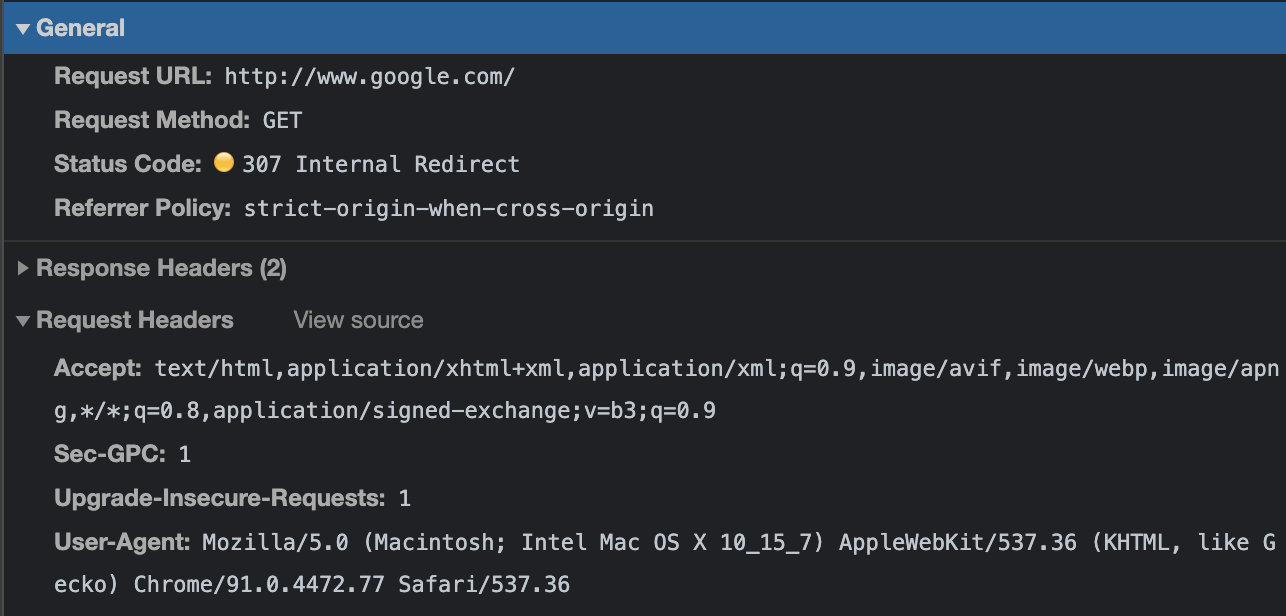 General
Request URL: http://www.google.com/
Request Method: GET
Status Code: 307 Internal Redirect
Referrer Policy: strict-origin-when-cross-origin
Response Headers (2)
Request Headers View source
Accept: text/html,application/xhtml+xml,application/xml;q=0.9,image/avif,image/webp,image/apn
g,*/*;q=0.8,application/signed-exchange;v=b3;q=0.9
Sec-GPC: 1
Upgrade-Insecure-Requests: 1
User-Agent: Mozilla/5.0 (Macintosh; Intel Mac OS X 10_15_7) AppleWebKit/537.36 (KHTML, like G
ecko) Chrome/91.0.4472.77 Safari/537.36